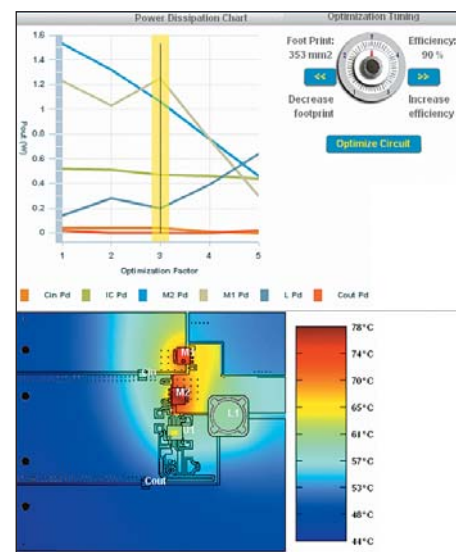 Power Dissipation Chart
Optimization Tuning
1.6
1.4
1.2
1
0.8
0.6
0.4
0.2
0
Pout (W)
1 2 3 4 5
Optimization Factor
Foot Print:
353 mm2
Efficiency:
90 %
<<
>>
Decrease
footprint
Increase
efficiency
Optimize Circuit
Cin Pd IC Pd M2 Pd M1 Pd L Pd Cout Pd
M1
Cin
M2
L1
U1
Cout
78°C
74°C
70°C
65°C
61°C
57°C
53°C
48°C
44°C